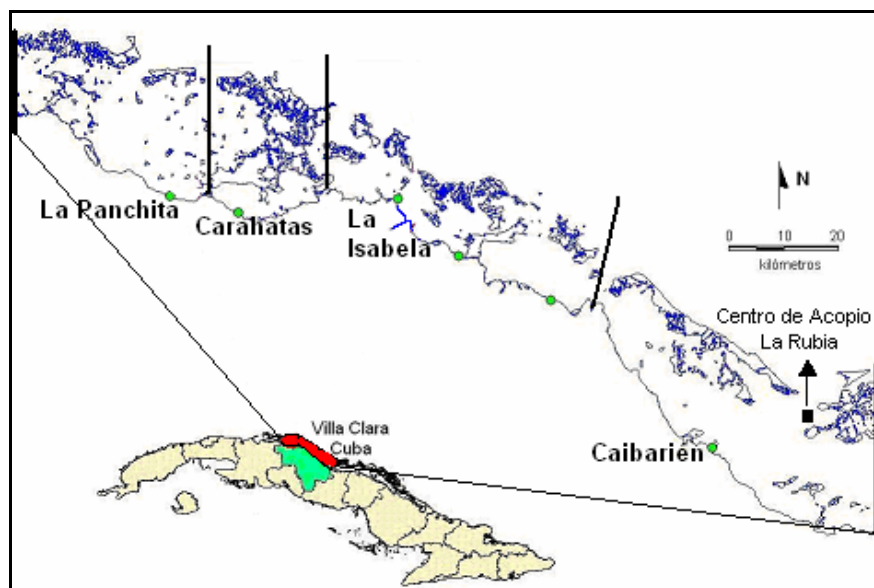 La Panchita
Carahatas
La
Isabela
N
0 10 20
kilómetros
Centro de Acopio
La Rubia
Caibarién
Villa Clara
Cuba